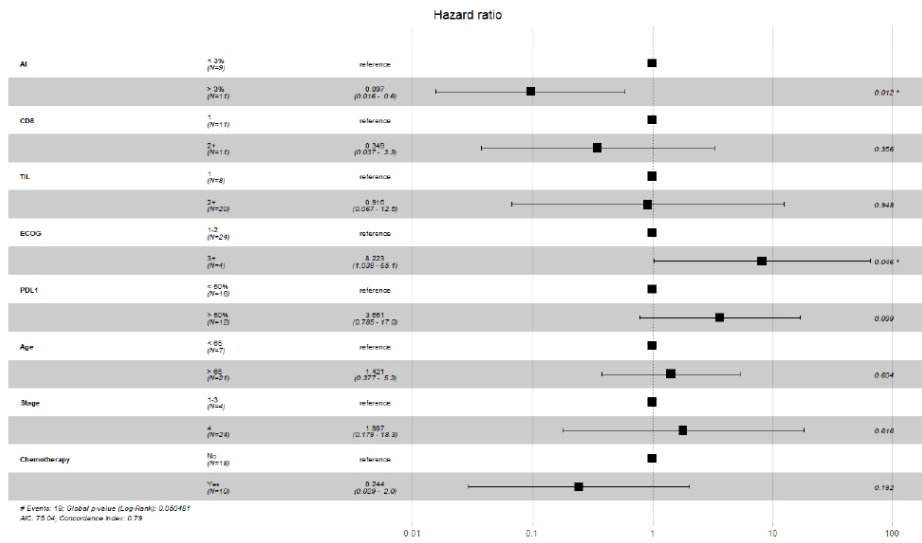 Hazard ratio
AI < 3% (N=9) reference
> 3% (N=11) 0.097 (0.016 - 0.6) 0.012 *
CD8 1 (N=11) reference
2+ (N=11) 0.349 (0.037 - 3.3) 0.356
TIL 1 (N=8) reference
2+ (N=20) 0.916 (0.067 - 12.5) 0.948
ECOG 1-2 (N=24) reference
3+ (N=4) 8.223 (1.038 - 65.1) 0.046 *
PDL1 < 50% (N=16) reference
> 50% (N=12) 3.661 (0.785 - 17.0) 0.099
Age < 65 (N=7) reference
> 65 (N=21) 1.421 (0.377 - 5.3) 0.604
Stage 1-3 (N=4) reference
4 (N=24) 1.807 (0.179 - 18.3) 0.616
Chemotherapy No (N=18) reference
Yes (N=10) 0.244 (0.029 - 2.0) 0.192
# Events: Global p-value (Log-Rank): 0.050481
AIC: 75.04; Concordance Index: 0.79
0.01 0.1 1 10 100